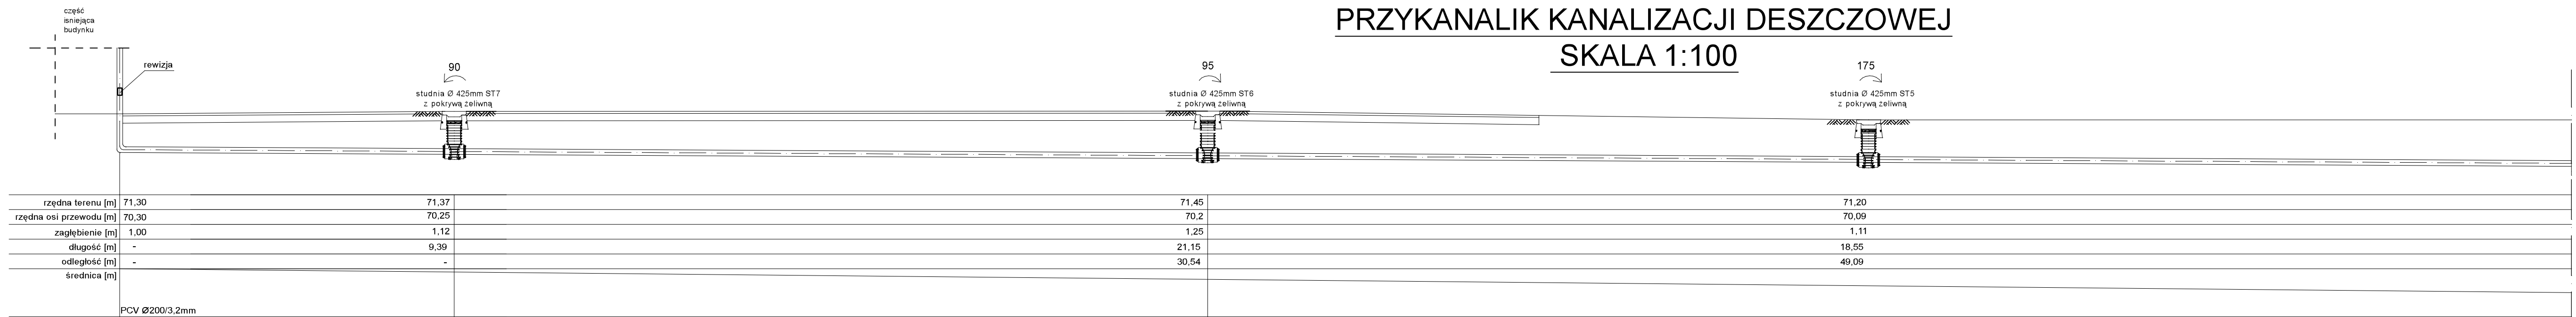 część
isniejąca
budynku
PRZYKANALIK KANALIZACJI DESZCZOWEJ
SKALA 1:100
rewizja
90
95
175
studnia Ø 425mm ST7
z pokrywą żeliwną
studnia Ø 425mm ST6
z pokrywą żeliwną
studnia Ø 425mm ST5
z pokrywą żeliwną
rzędna terenu [m] 71,30 71,37 71,45 71,20
rzędna osi przewodu [m] 70,30 70,25 70,2 70,09
zagłębienie [m] 1,00 1,12 1,25 1,11
długość [m] - 9,39 21,15 18,55
odległość [m] - - 30,54 49,09
średnica [m]
PCV Ø200/3,2mm